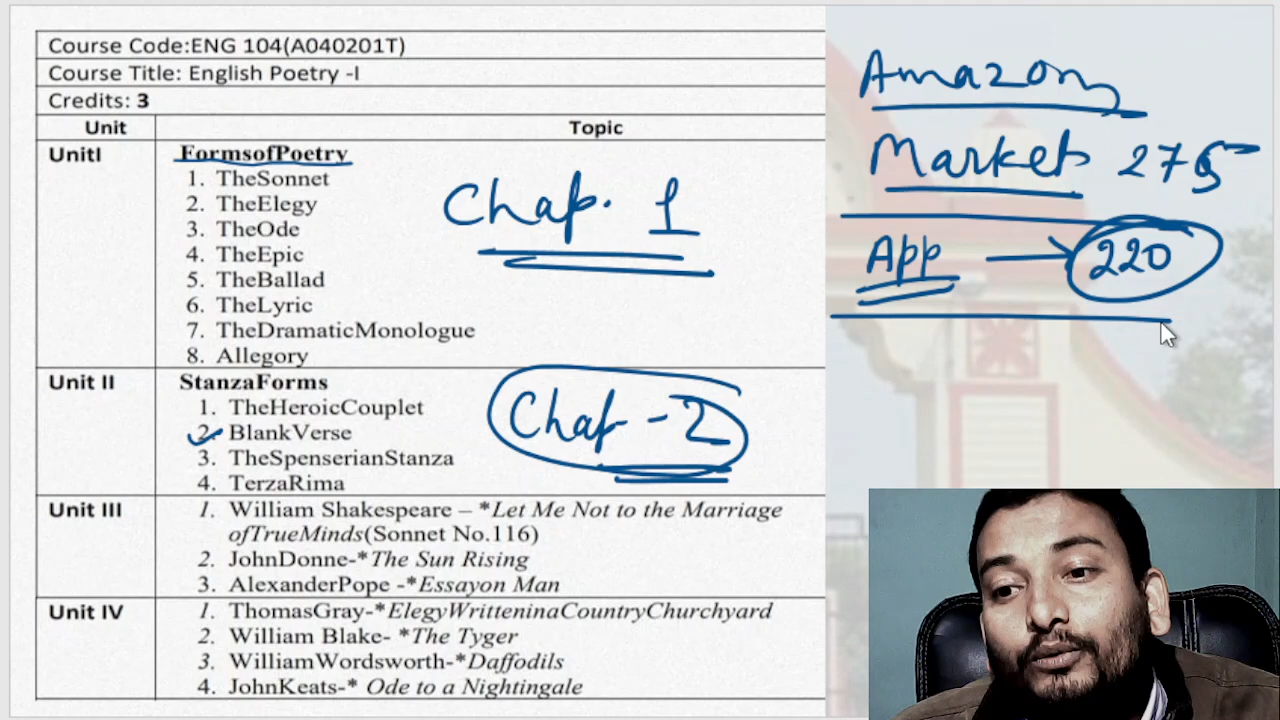 Course Code:ENG 104(A040201T)
Course Title: English Poetry -I
Credits: 3
Unit Topic
UnitI FormsofPoetry
1. TheSonnet
2. TheElegy
3. TheOde
4. TheEpic
5. TheBallad
6. TheLyric
7. TheDramaticMonologue
8. Allegory
Chap. 1
Unit II StanzaForms
1. TheHeroicCouplet
2. BlankVerse
3. TheSpenserianStanza
4. TerzaRima
Chap - 2
Unit III 1. William Shakespeare – *Let Me Not to the Marriage
ofTrueMinds(Sonnet No.116)
2. JohnDonne-*The Sun Rising
3. AlexanderPope -*Essayon Man
Unit IV 1. ThomasGray-*ElegyWritteninaCountryChurchyard
2. William Blake- *The Tyger
3. WilliamWordsworth-*Daffodils
4. JohnKeats-* Ode to a Nightingale
Amazon
Market 275
App → 220